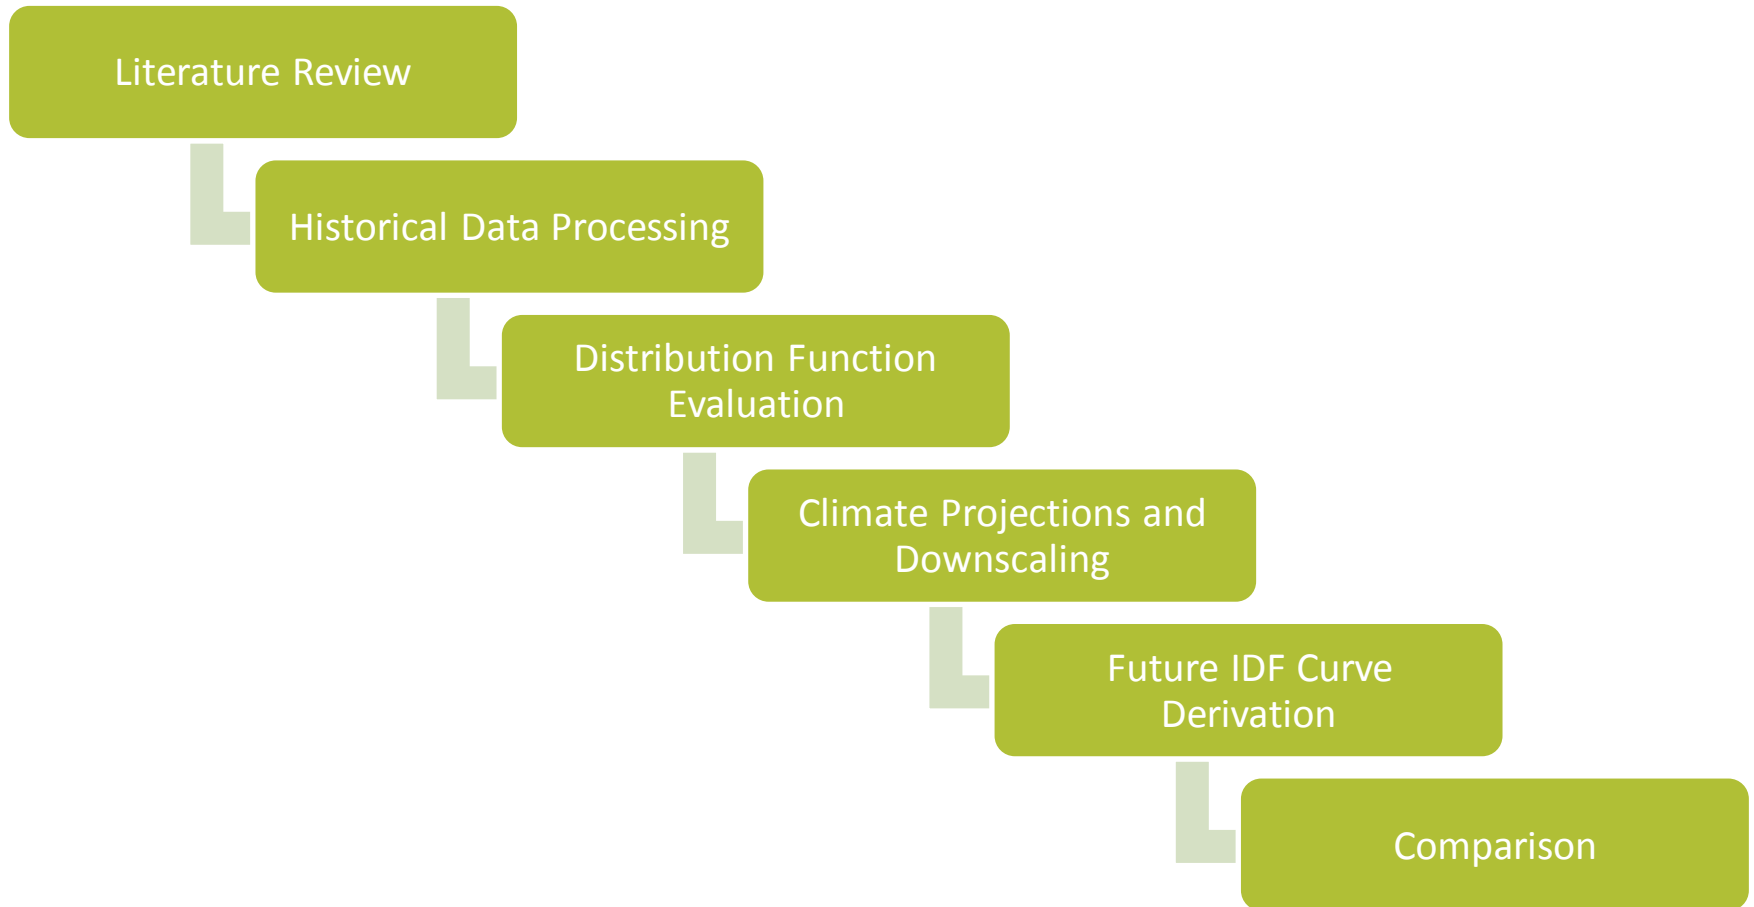 Literature Review
Historical Data Processing
Distribution Function
Evaluation
Climate Projections and
Downscaling
Future IDF Curve
Derivation
Comparison